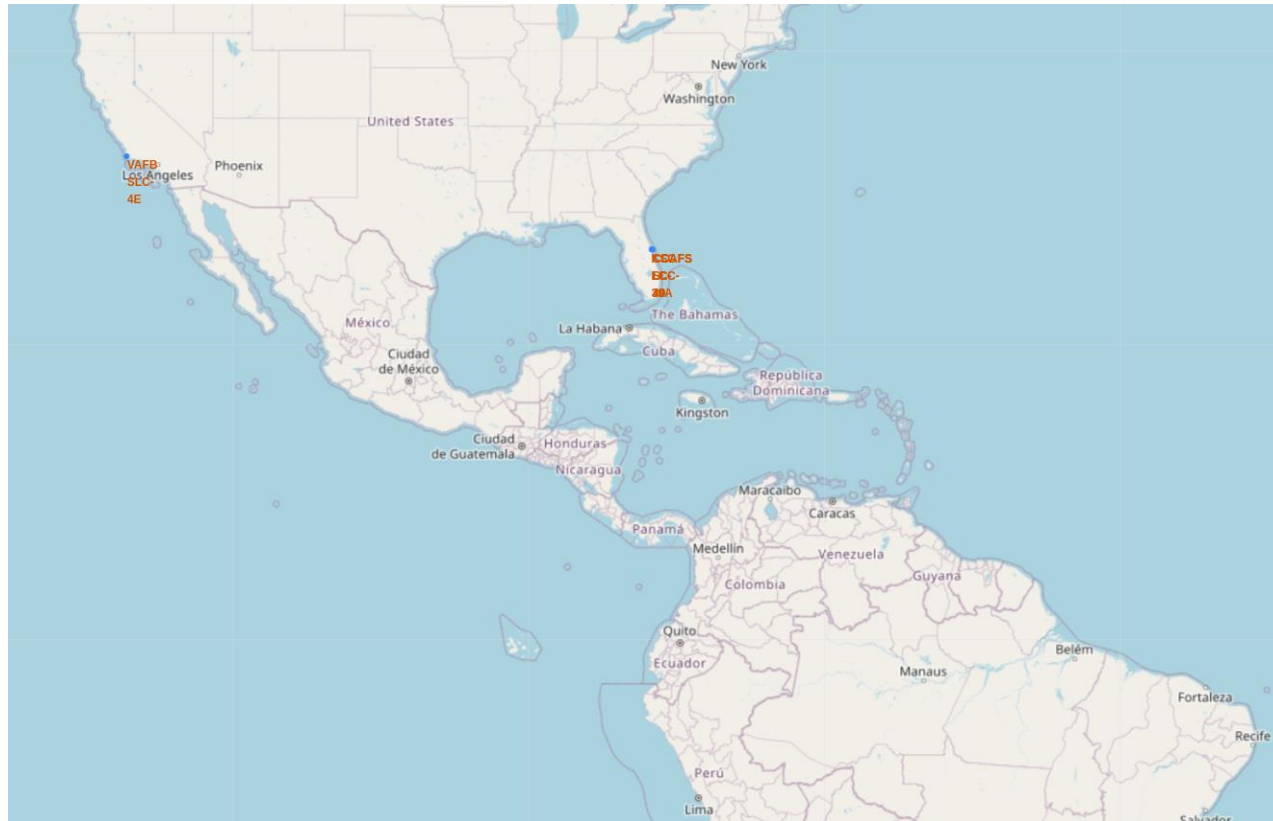 New York
Washington
United States
Phoenix
VAFB
Los Angeles
SLC-
4E
The Bahamas
La Habana
México
Cuba
Ciudad
de México
República
Dominicana
Kingston
Ciudad
de Guatemala
Honduras
Nicaragua
Maracaibo
Caracas
Panamá
Medellín
Venezuela
Guyana
Colombia
Quito
Ecuador
Belém
Manaus
Fortaleza
Recife
Perú
Lima
Salvador